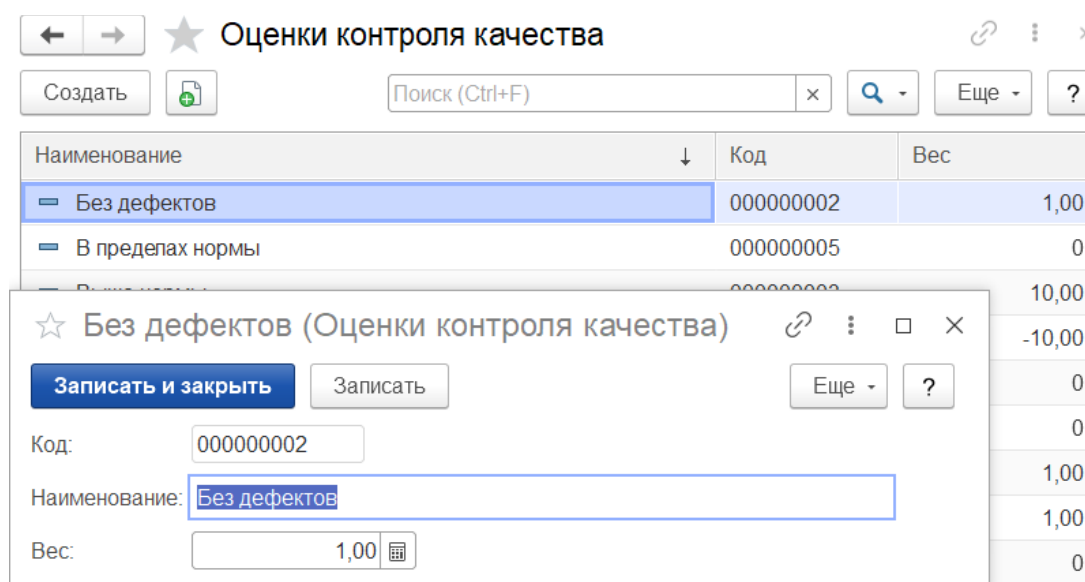 Оценки контроля качества
Создать Поиск (Ctrl+F) × Еще ?
Наименование ↓ Код Вес
Без дефектов 000000002 1,00
В пределах нормы 000000005 0
10,00
Без дефектов (Оценки контроля качества)
-10,00
Записать и закрыть Записать Еще ?
0
Код: 000000002
0
Наименование: Без дефектов
1,00
1,00
Вес: 1,00
0